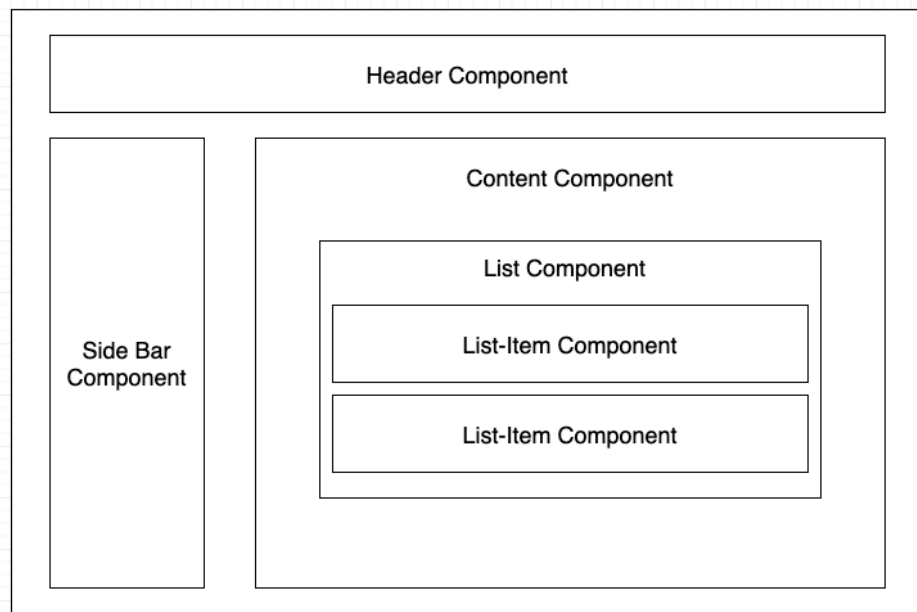 Header Component
Content Component
List Component
Side Bar
Component
List-Item Component
List-Item Component